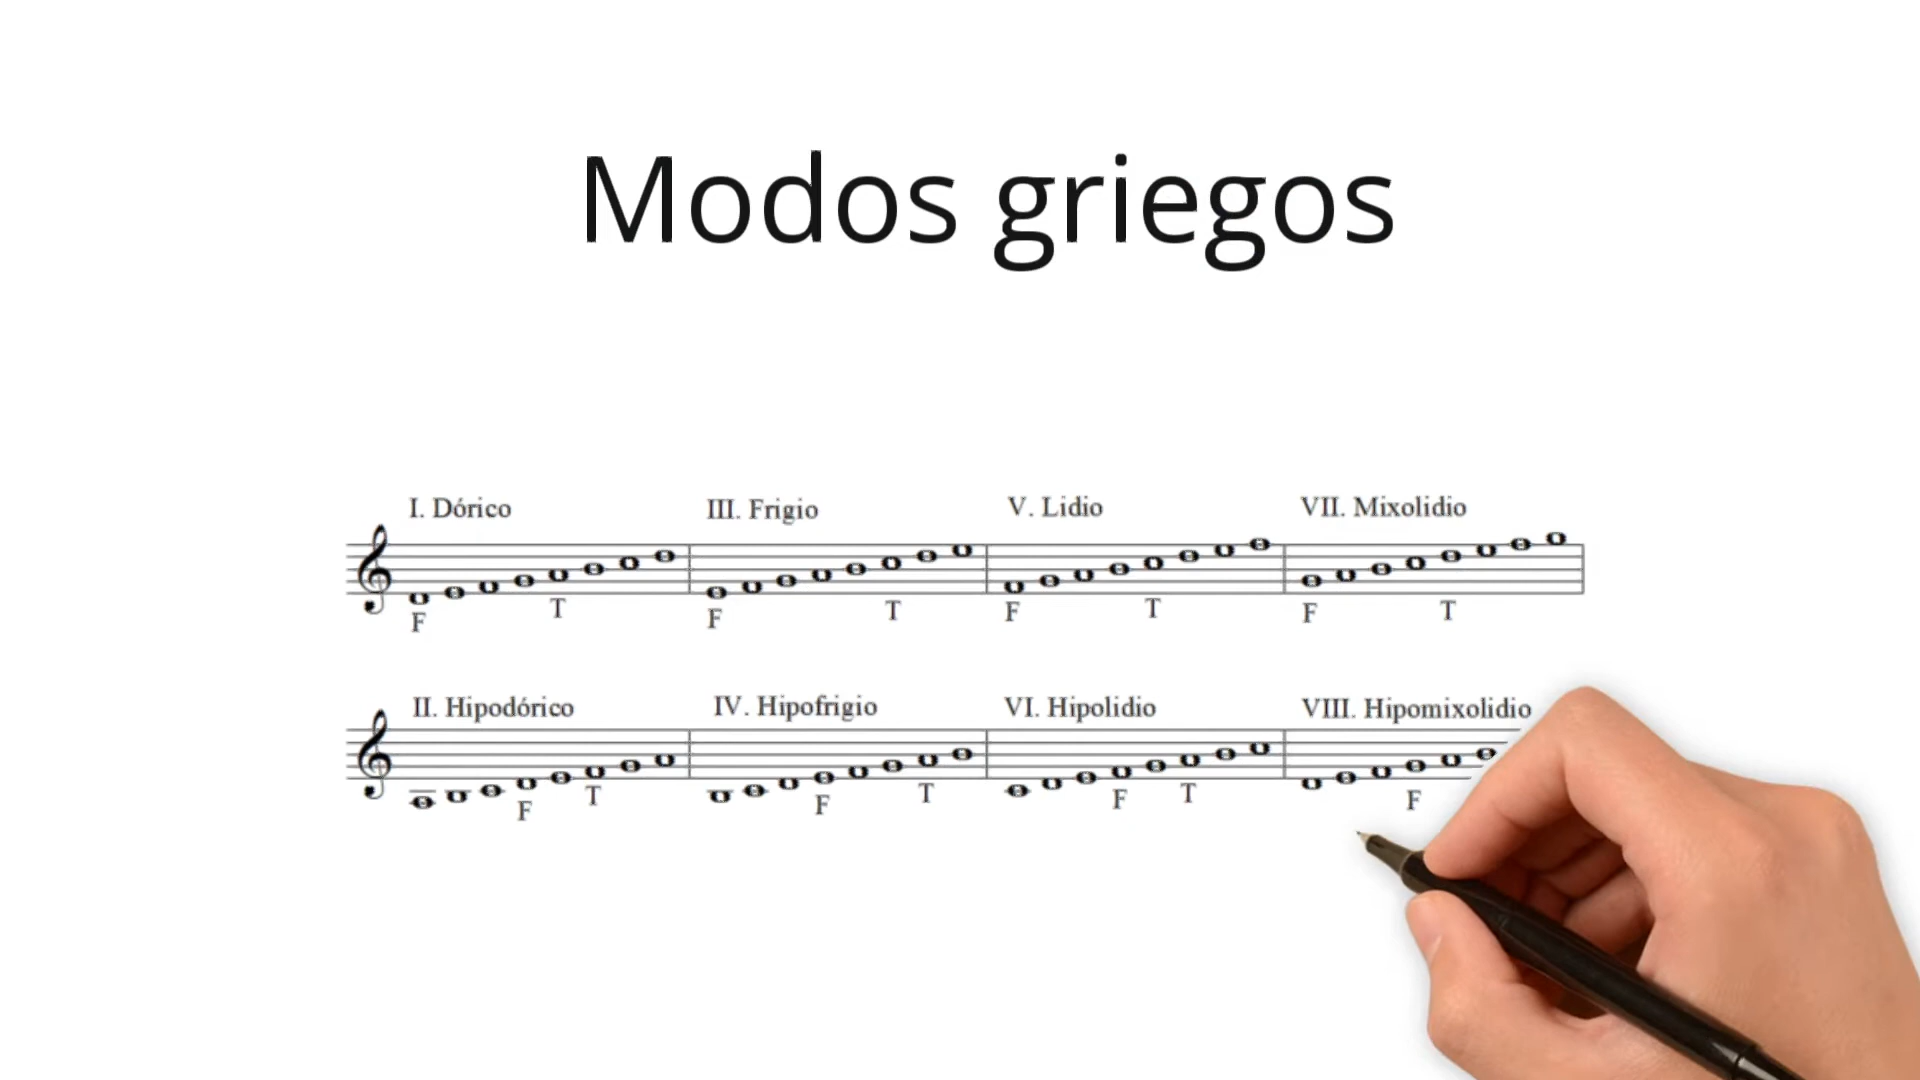 Modos griegos
I. Dórico III. Frigio V. Lidio VII. Mixolidio
F T F T F T F T
II. Hipodórico IV. Hipofrigio VI. Hipolidio VIII. Hipomixolidio
F T F T F T F